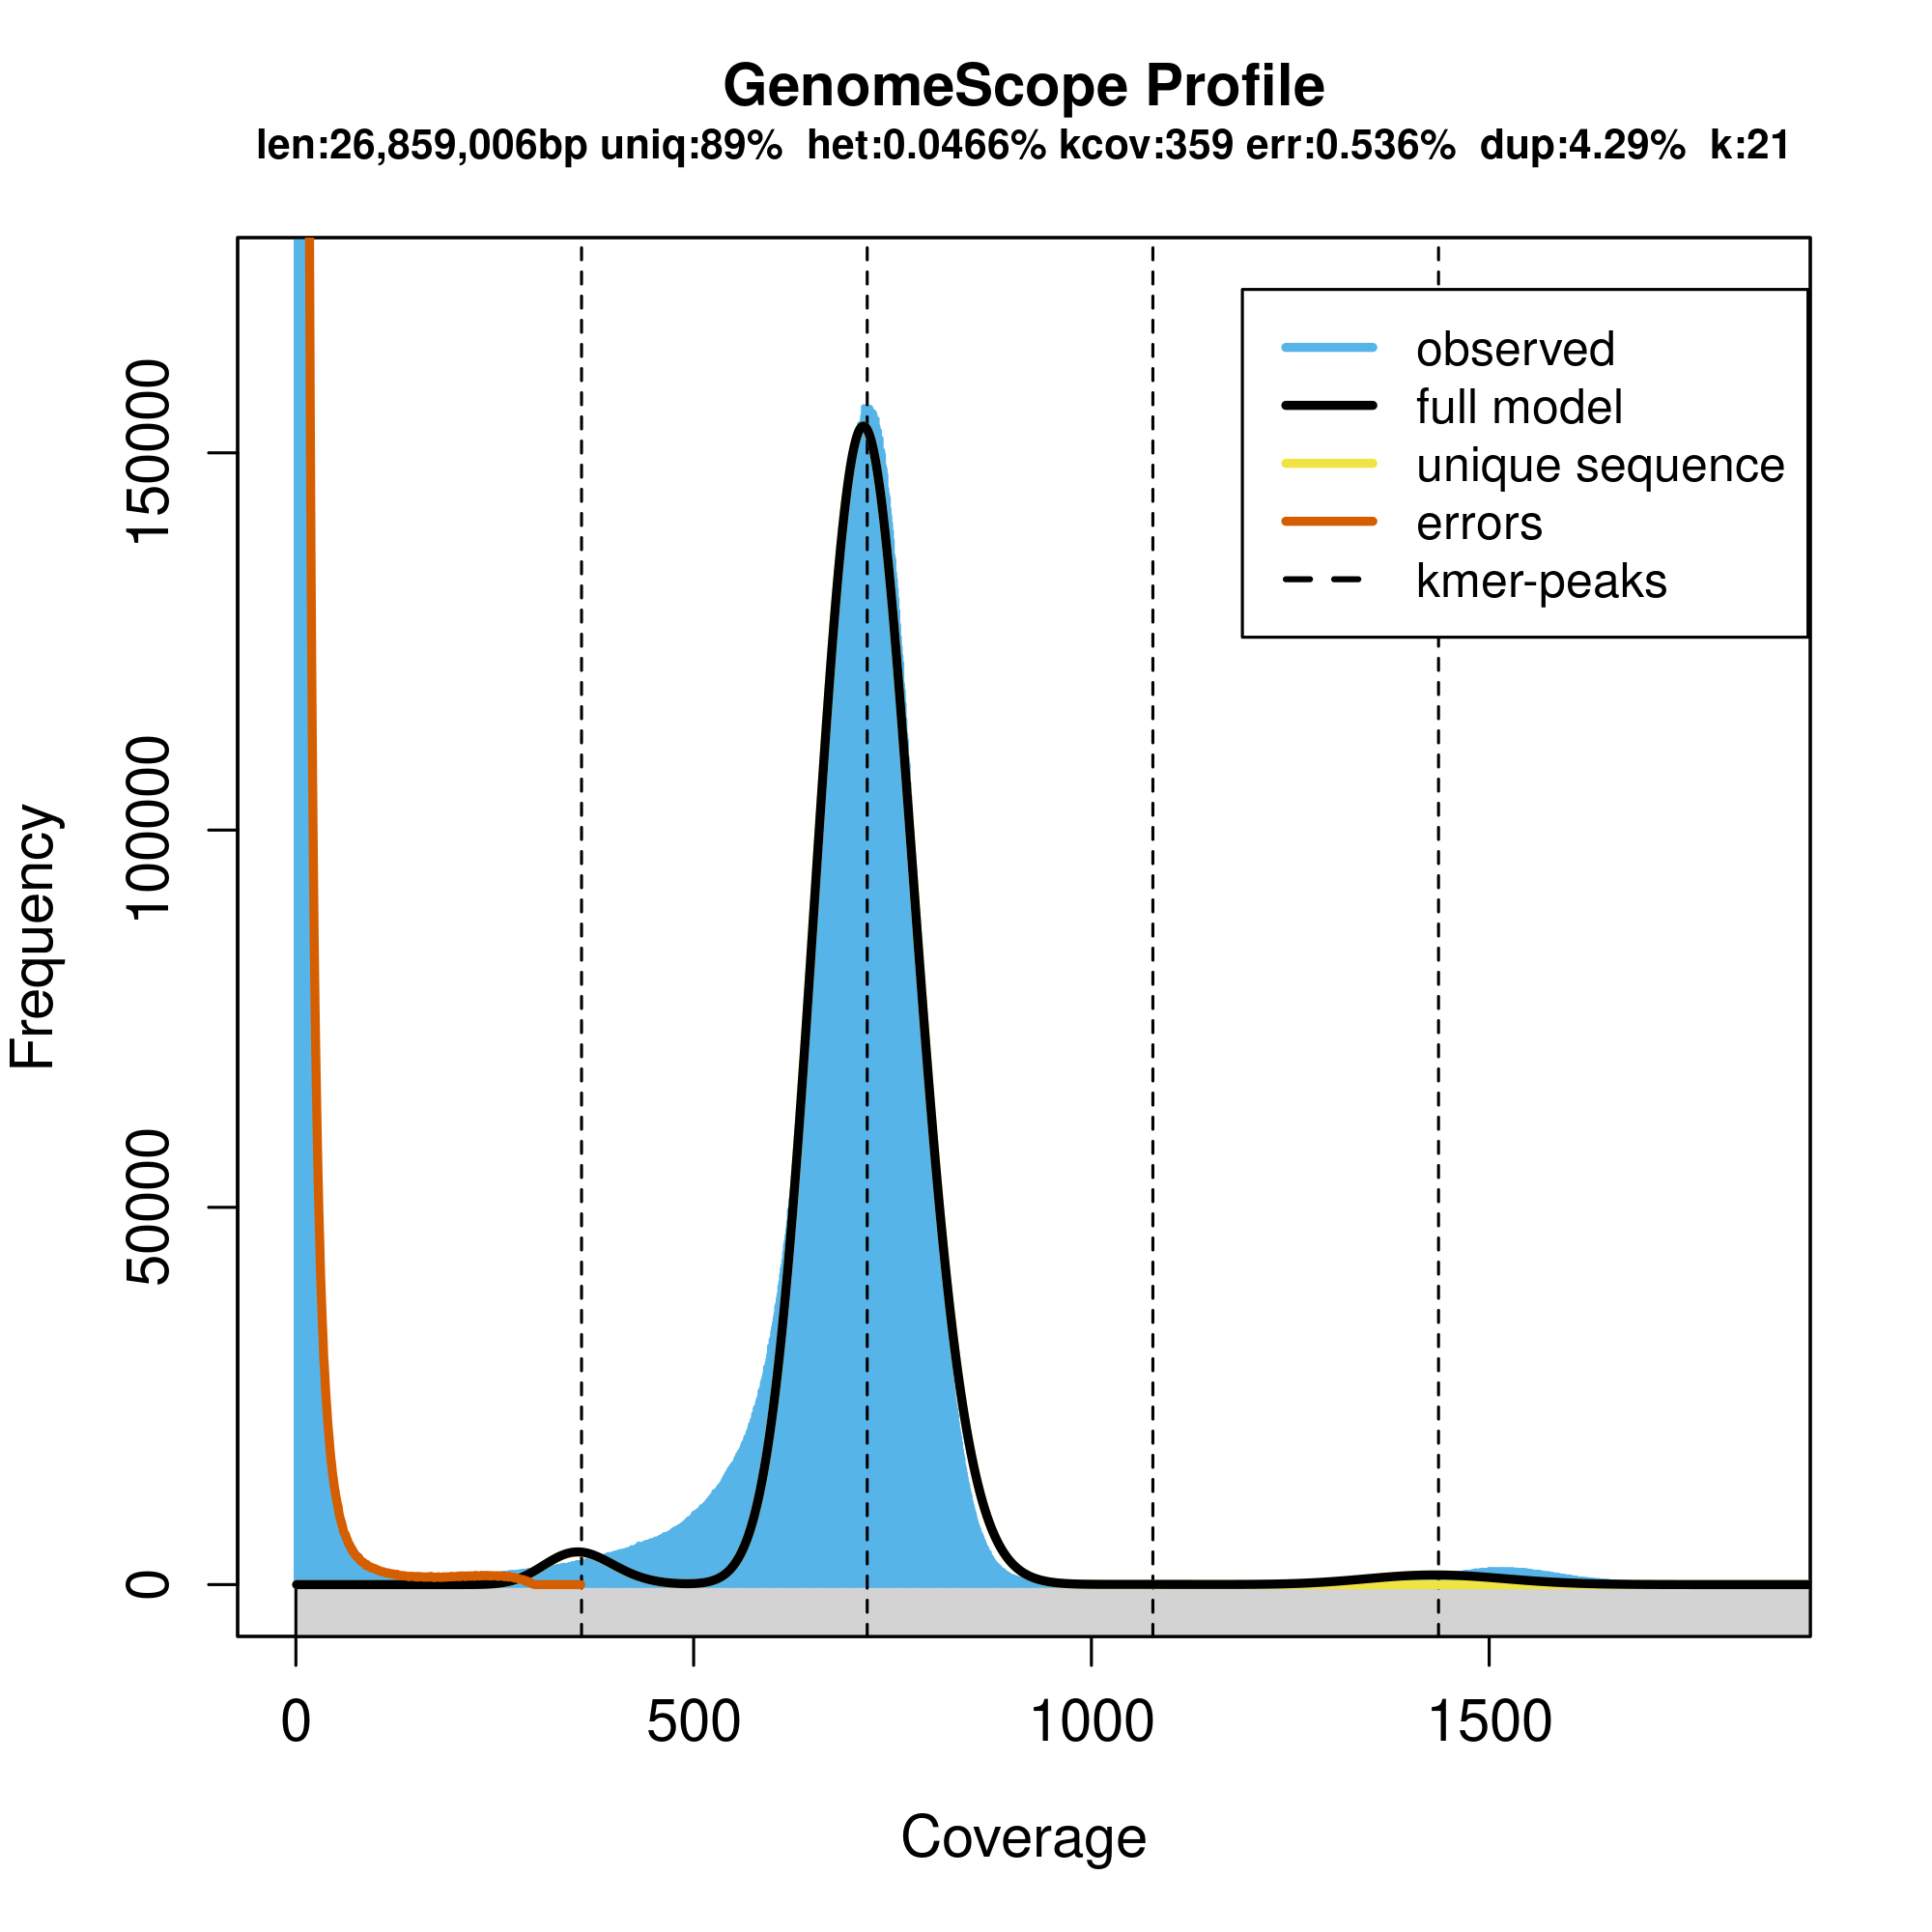 GenomeScope Profile
len:26,859,006bp uniq:89% het:0.0466% kcov:359 err:0.536% dup:4.29% k:21
observed
full model
unique sequence
errors
kmer-peaks
Frequency
150000
100000
50000
0
0 500 1000 1500
Coverage